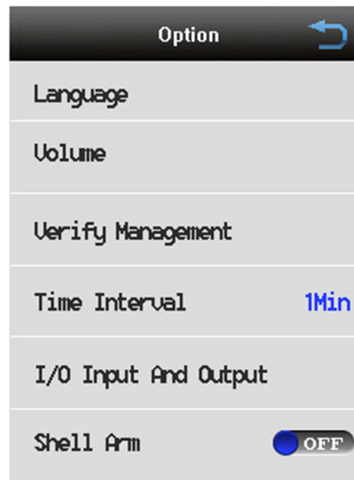 Option
Language
Volume
Verify Management
Time Interval 1Min
I/O Input And Output
Shell Arm OFF